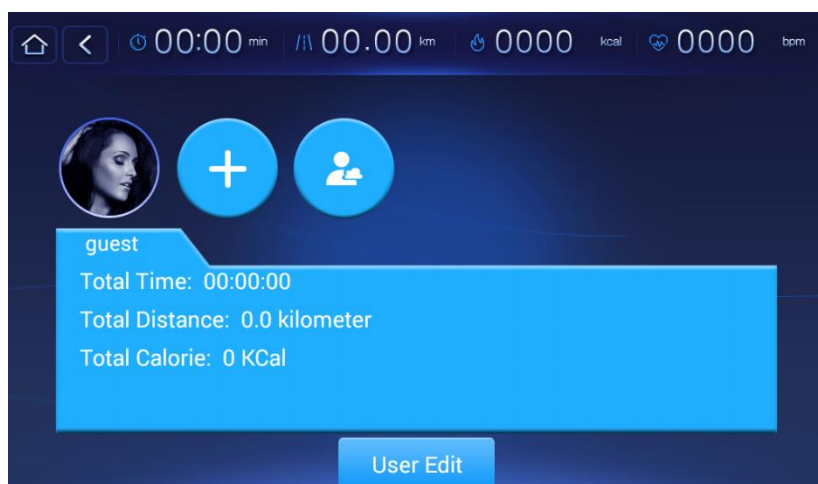 00:00 min 00.00 km 0000 kcal 0000 bpm
guest
Total Time: 00:00:00
Total Distance: 0.0 kilometer
Total Calorie: 0 KCal
User Edit